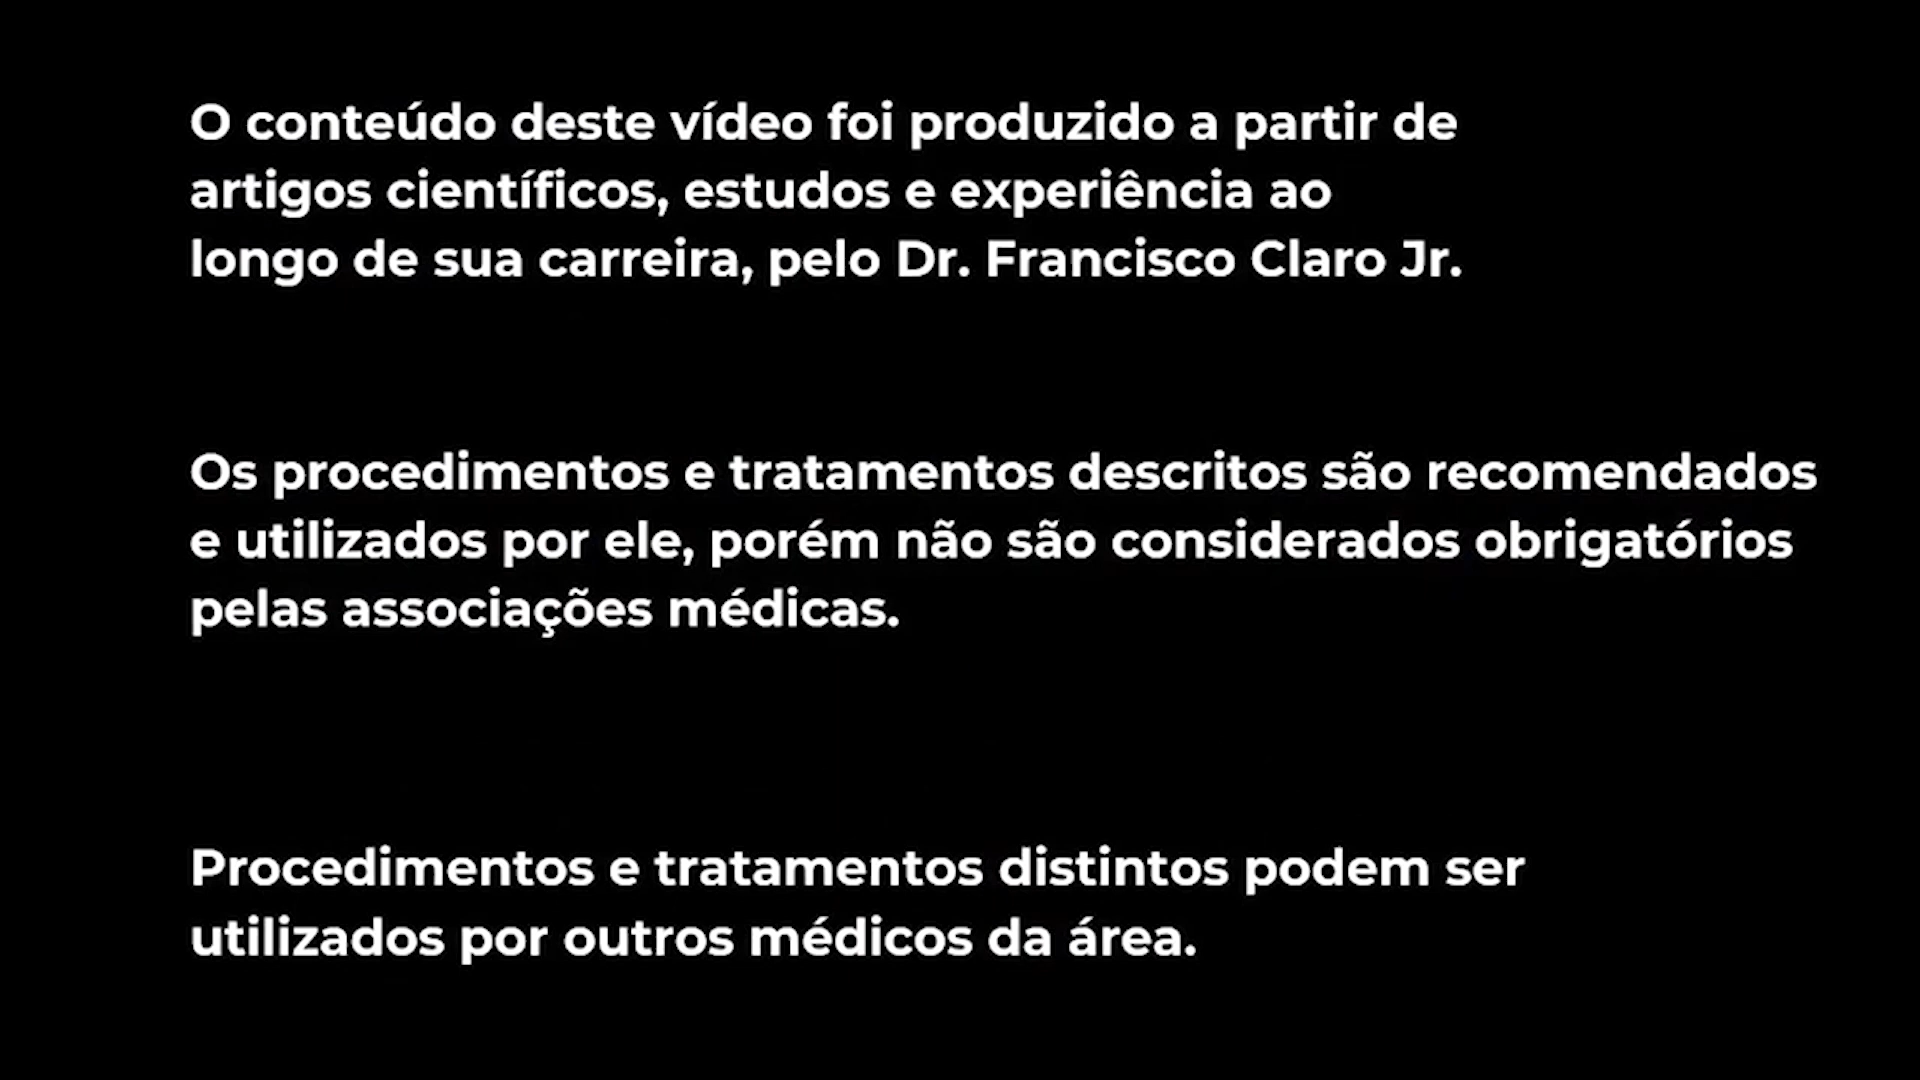 O conteúdo deste vídeo foi produzido a partir de
artigos científicos, estudos e experiência ao
longo de sua carreira, pelo Dr. Francisco Claro Jr.
Os procedimentos e tratamentos descritos são recomendados
e utilizados por ele, porém não são considerados obrigatórios
pelas associações médicas.
Procedimentos e tratamentos distintos podem ser
utilizados por outros médicos da área.